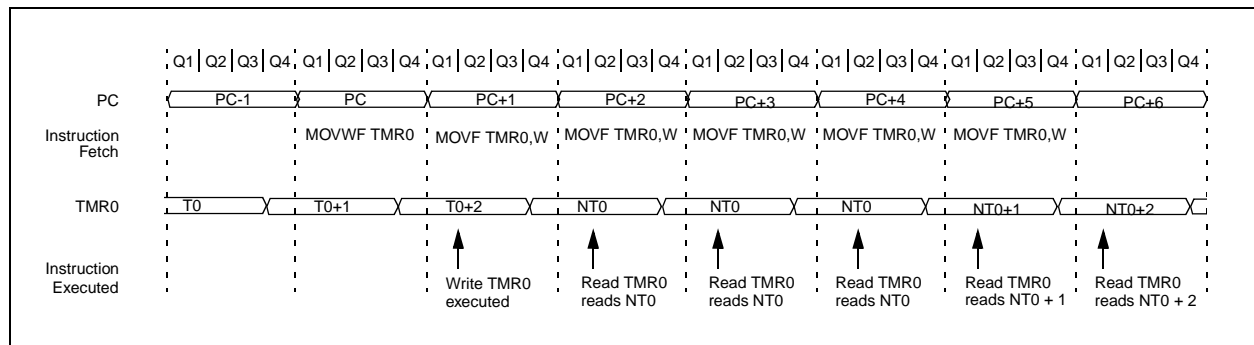 Q1 Q2 Q3 Q4 Q1 Q2 Q3 Q4 Q1 Q2 Q3 Q4 Q1 Q2 Q3 Q4 Q1 Q2 Q3 Q4 Q1 Q2 Q3 Q4 Q1 Q2 Q3 Q4 Q1 Q2 Q3 Q4
PC PC-1 PC PC+1 PC+2 PC+3 PC+4 PC+5 PC+6
Instruction
Fetch
MOVWF TMR0 MOVF TMR0,W MOVF TMR0,W MOVF TMR0,W MOVF TMR0,W MOVF TMR0,W
TMR0 T0 T0+1 T0+2 NT0 NT0 NT0 NT0+1 NT0+2
Instruction
Executed
Write TMR0
executed
Read TMR0
reads NT0
Read TMR0
reads NT0
Read TMR0
reads NT0
Read TMR0
reads NT0 + 1
Read TMR0
reads NT0 + 2